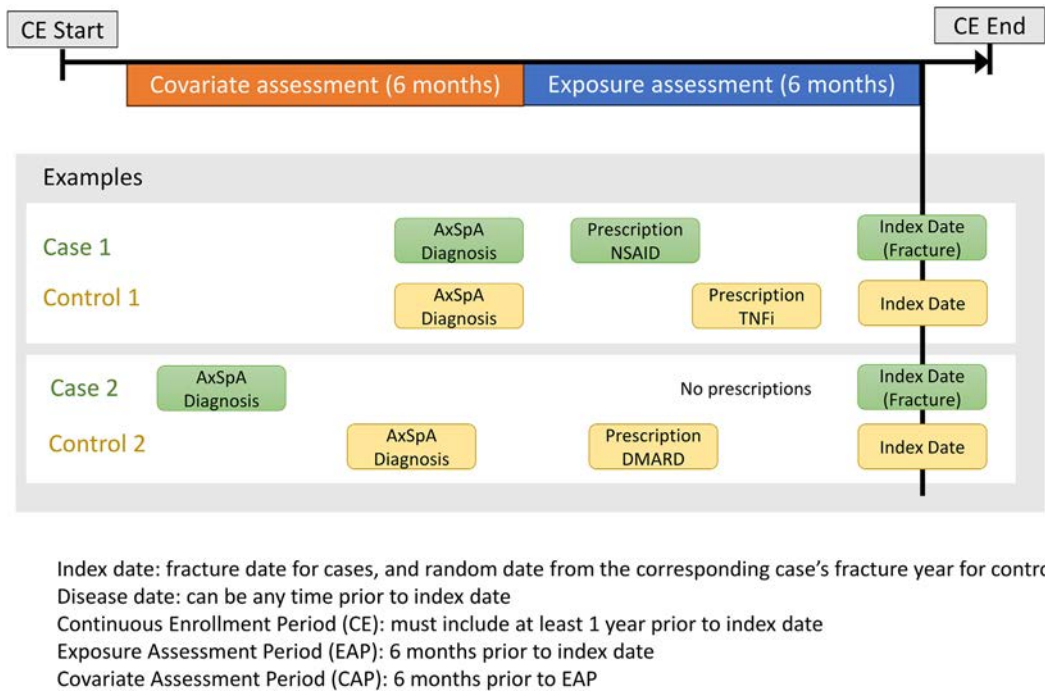 CE Start
CE End
Covariate assessment (6 months)
Exposure assessment (6 months)
Examples
Case 1
AxSpA
Diagnosis
Prescription
NSAID
Index Date
(Fracture)
Control 1
AxSpA
Diagnosis
Prescription
TNFi
Index Date
Case 2
AxSpA
Diagnosis
No prescriptions
Index Date
(Fracture)
Control 2
AxSpA
Diagnosis
Prescription
DMARD
Index Date
Index date: fracture date for cases, and random date from the corresponding case's fracture year for contro
Disease date: can be any time prior to index date
Continuous Enrollment Period (CE): must include at least 1 year prior to index date
Exposure Assessment Period (EAP): 6 months prior to index date
Covariate Assessment Period (CAP): 6 months prior to EAP